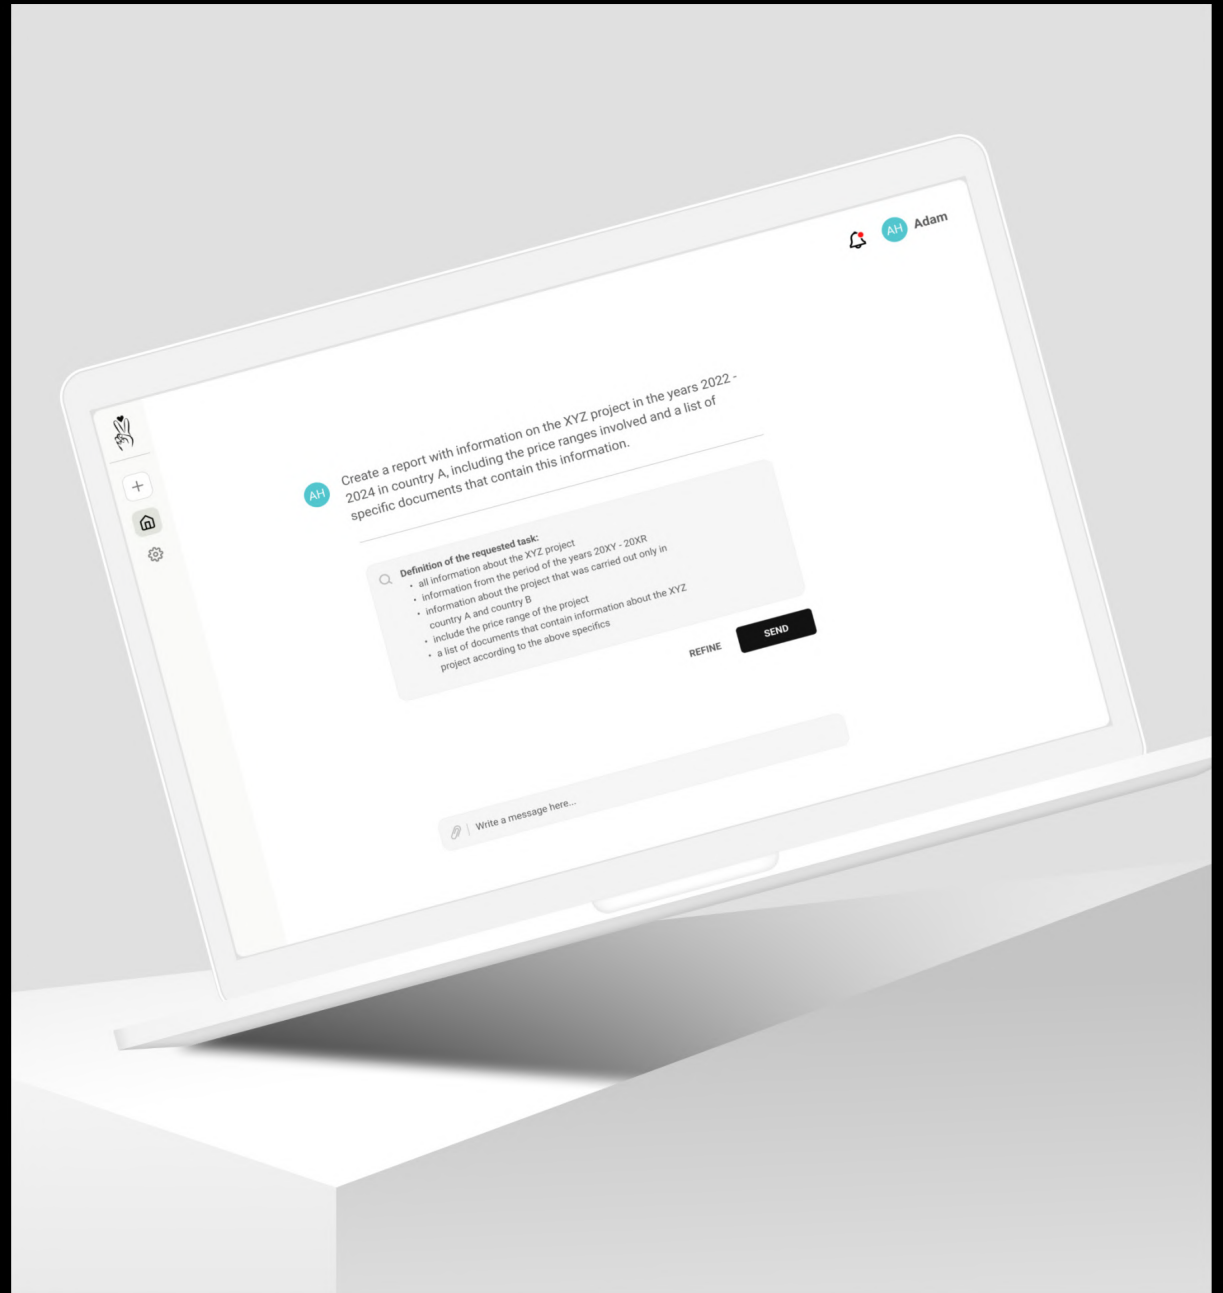 AH Adam
AH
Create a report with information on the XYZ project in the years 2022 -
2024 in country A, including the price ranges involved and a list of
specific documents that contain this information.
Definition of the requested task:
• all information about the XYZ project
• information from the period of the years 20XY - 20XR
• information about the project that was carried out only in
country A and country B
• include the price range of the project
• a list of documents that contain information about the XYZ
project according to the above specifics
REFINE SEND
Write a message here...